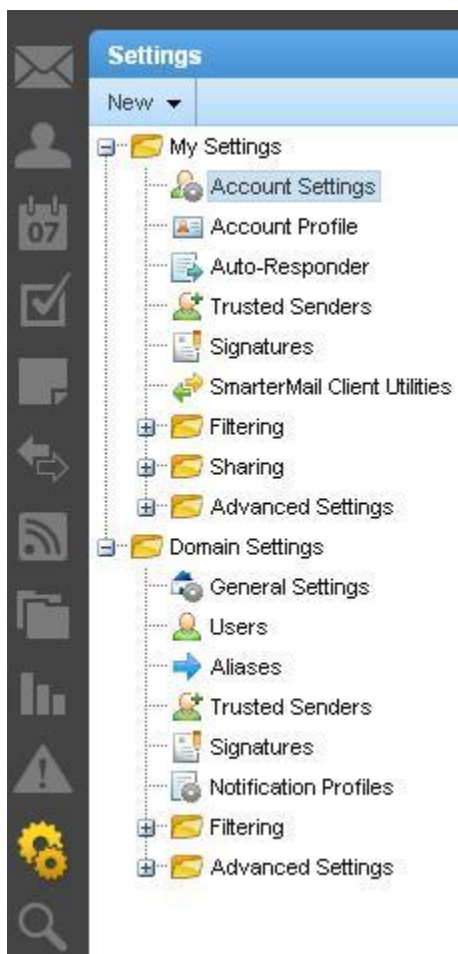 Settings
New
My Settings
Account Settings
07
Account Profile
Auto-Responder
Trusted Senders
Signatures
SmarterMail Client Utilities
Filtering
Sharing
Advanced Settings
Domain Settings
General Settings
Users
Aliases
Trusted Senders
Signatures
Notification Profiles
Filtering
Advanced Settings